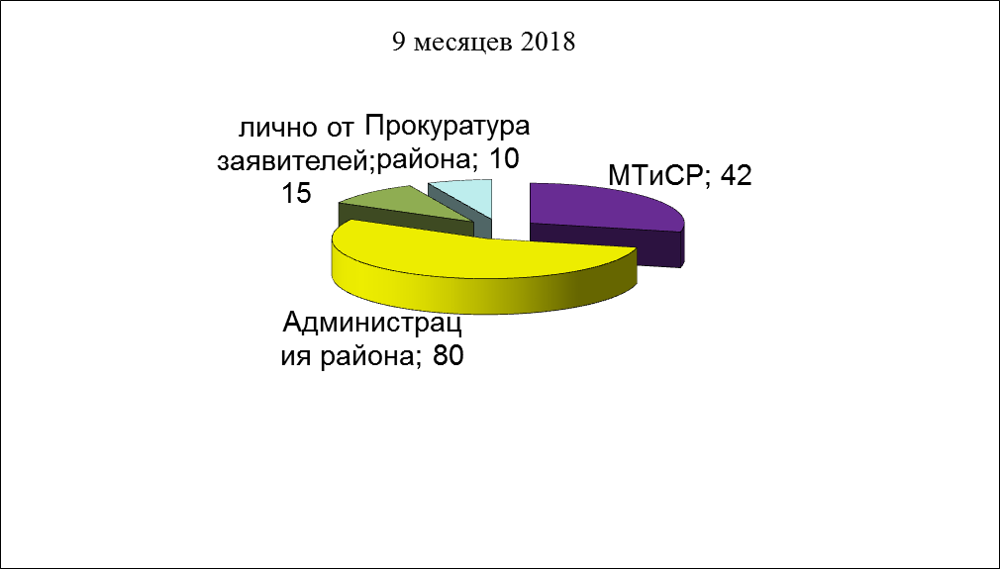 9 месяцев 2018
лично от
заявителей;
15
Прокуратура
района; 10
МТиСР; 42
Администрац
ия района; 80